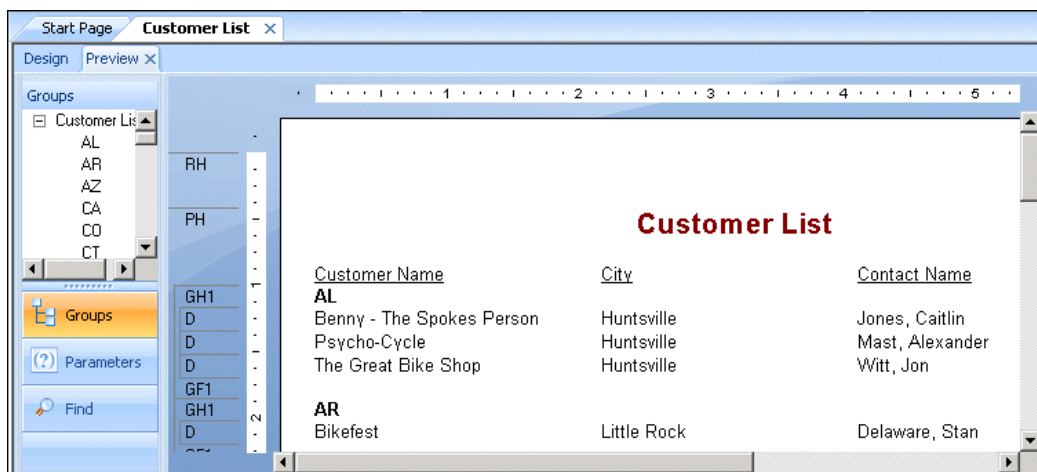 Start Page Customer List
Design Preview
Groups
Customer Lis
AL
AR
AZ
CA
CO
CT
Groups
Parameters
Find
1 2 3 4 5
RH
PH
GH1
D
D
D
GF1
GH1
D
GF1
1
2
Customer List
Customer Name City Contact Name
AL
Benny - The Spokes Person Huntsville Jones, Caitlin
Psycho-Cycle Huntsville Mast, Alexander
The Great Bike Shop Huntsville Witt, Jon
AR
Bikefest Little Rock Delaware, Stan